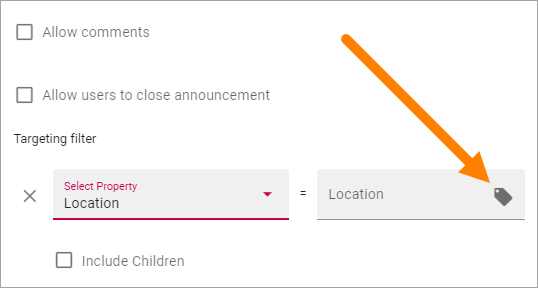 Allow comments
Allow users to close announcement
Targeting filter
Select Property
Location
=
Location
Include Children